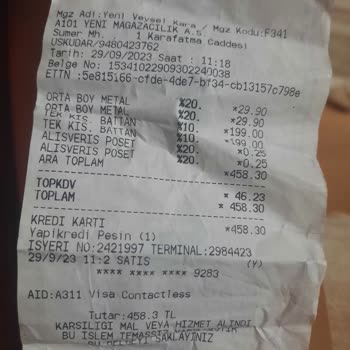 Mgz Adi:Yeni Veysel Kara / Mgz Kodu:F341
A101 YENI MAGAZACILIK A.S.
Sumer Mh. 1 Karafatma Caddesi
USKUDAR/9480423762
Tarih: 29/09/2023 Saat : 11:18
Belge No: 15341022909302240038
ETTN :5e815166-cfde-4de7-bf34-cb13157c798e
ORTA BOY METAL %20. *29.90
ORTA BOY METAL %20. *29.90
TEK KIS. BATTAN %10. *199.00
TEK KIS. BATTAN %10. *199.00
ALISVERIS POSET %20. *0.25
ALISVERIS POSET %20. *0.25
ARA TOPLAM *458.30
TOPKDV * 46.23
TOPLAM * 458.30
KREDI KARTI *458.30
Yapikredi Pesin (1)
ISYERI NO:2421997 TERMINAL:2984423
29/9/23 11:2 SATIS (Y)
**** **** **** 9283
AID:A311 Visa Contactless
Tutar:458.3 TL
KARSILIGI MAL VEYA HIZMET ALINDI
BU ISLEM TEMASSIZ
BU SAKLAYINIZ